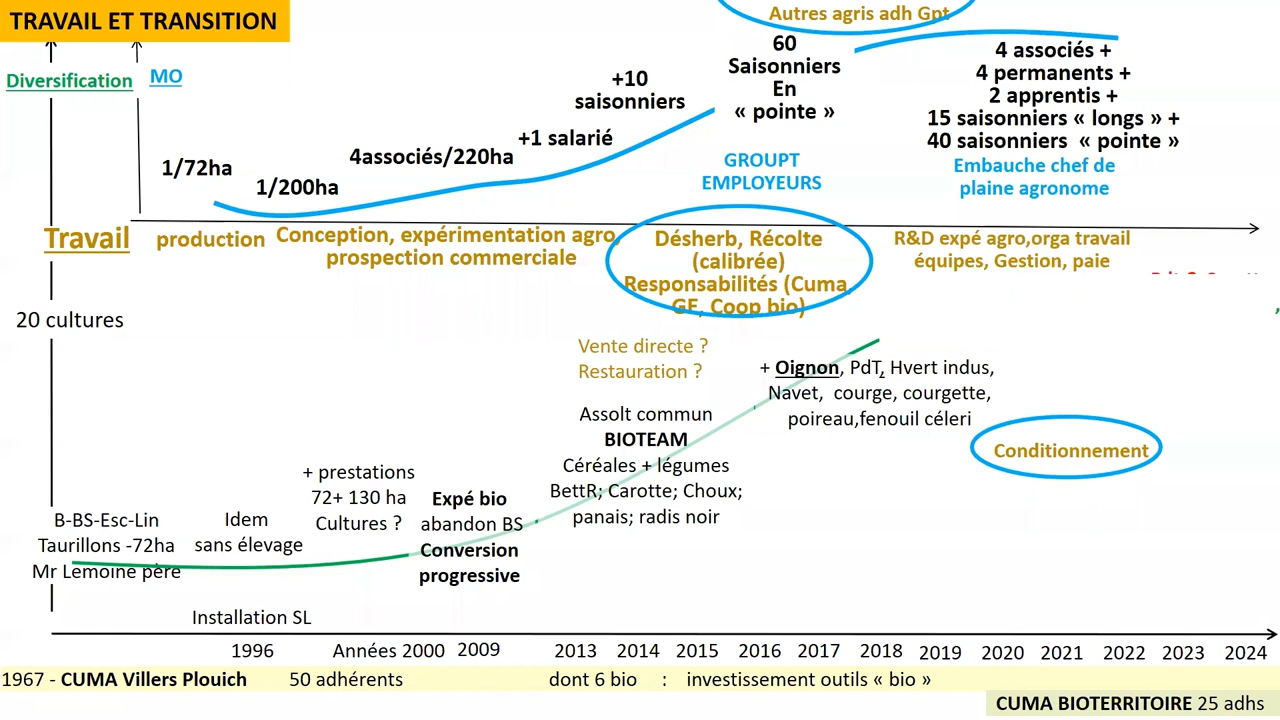 TRAVAIL ET TRANSITION
Autres agris adh Gpt
Diversification
MO
60
Saisonniers
En
« pointe »
4 associés +
4 permanents +
2 apprentis +
15 saisonniers « longs » +
40 saisonniers « pointe »
+10
saisonniers
+1 salarié
4associés/220ha
1/72ha
1/200ha
GROUPT
EMPLOYEURS
Embauche chef de
plaine agronome
Travail
production
Conception, expérimentation agro,
prospection commerciale
Désherb, Récolte
(calibrée)
Responsabilités (Cuma,
GE, Coop bio)
R&D expé agro,orga travail
équipes, Gestion, paie
20 cultures
Vente directe ?
Restauration ?
+ Oignon, PdT, Hvert indus,
Navet, courge, courgette,
poireau,fenouil céleri
Assolt commun
BIOTEAM
Céréales + légumes
BettR; Carotte; Choux;
panais; radis noir
Conditionnement
+ prestations
72+ 130 ha
Cultures ?
Expé bio
abandon BS
Conversion
progressive
B-BS-Esc-Lin
Taurillons -72ha
Mr Lemoine père
Idem
sans élevage
Installation SL
1996 Années 2000 2009 2013 2014 2015 2016 2017 2018 2019 2020 2021 2022 2023 2024
1967 - CUMA Villers Plouich 50 adhérents dont 6 bio : investissement outils « bio »
CUMA BIOTERRITOIRE 25 adhs